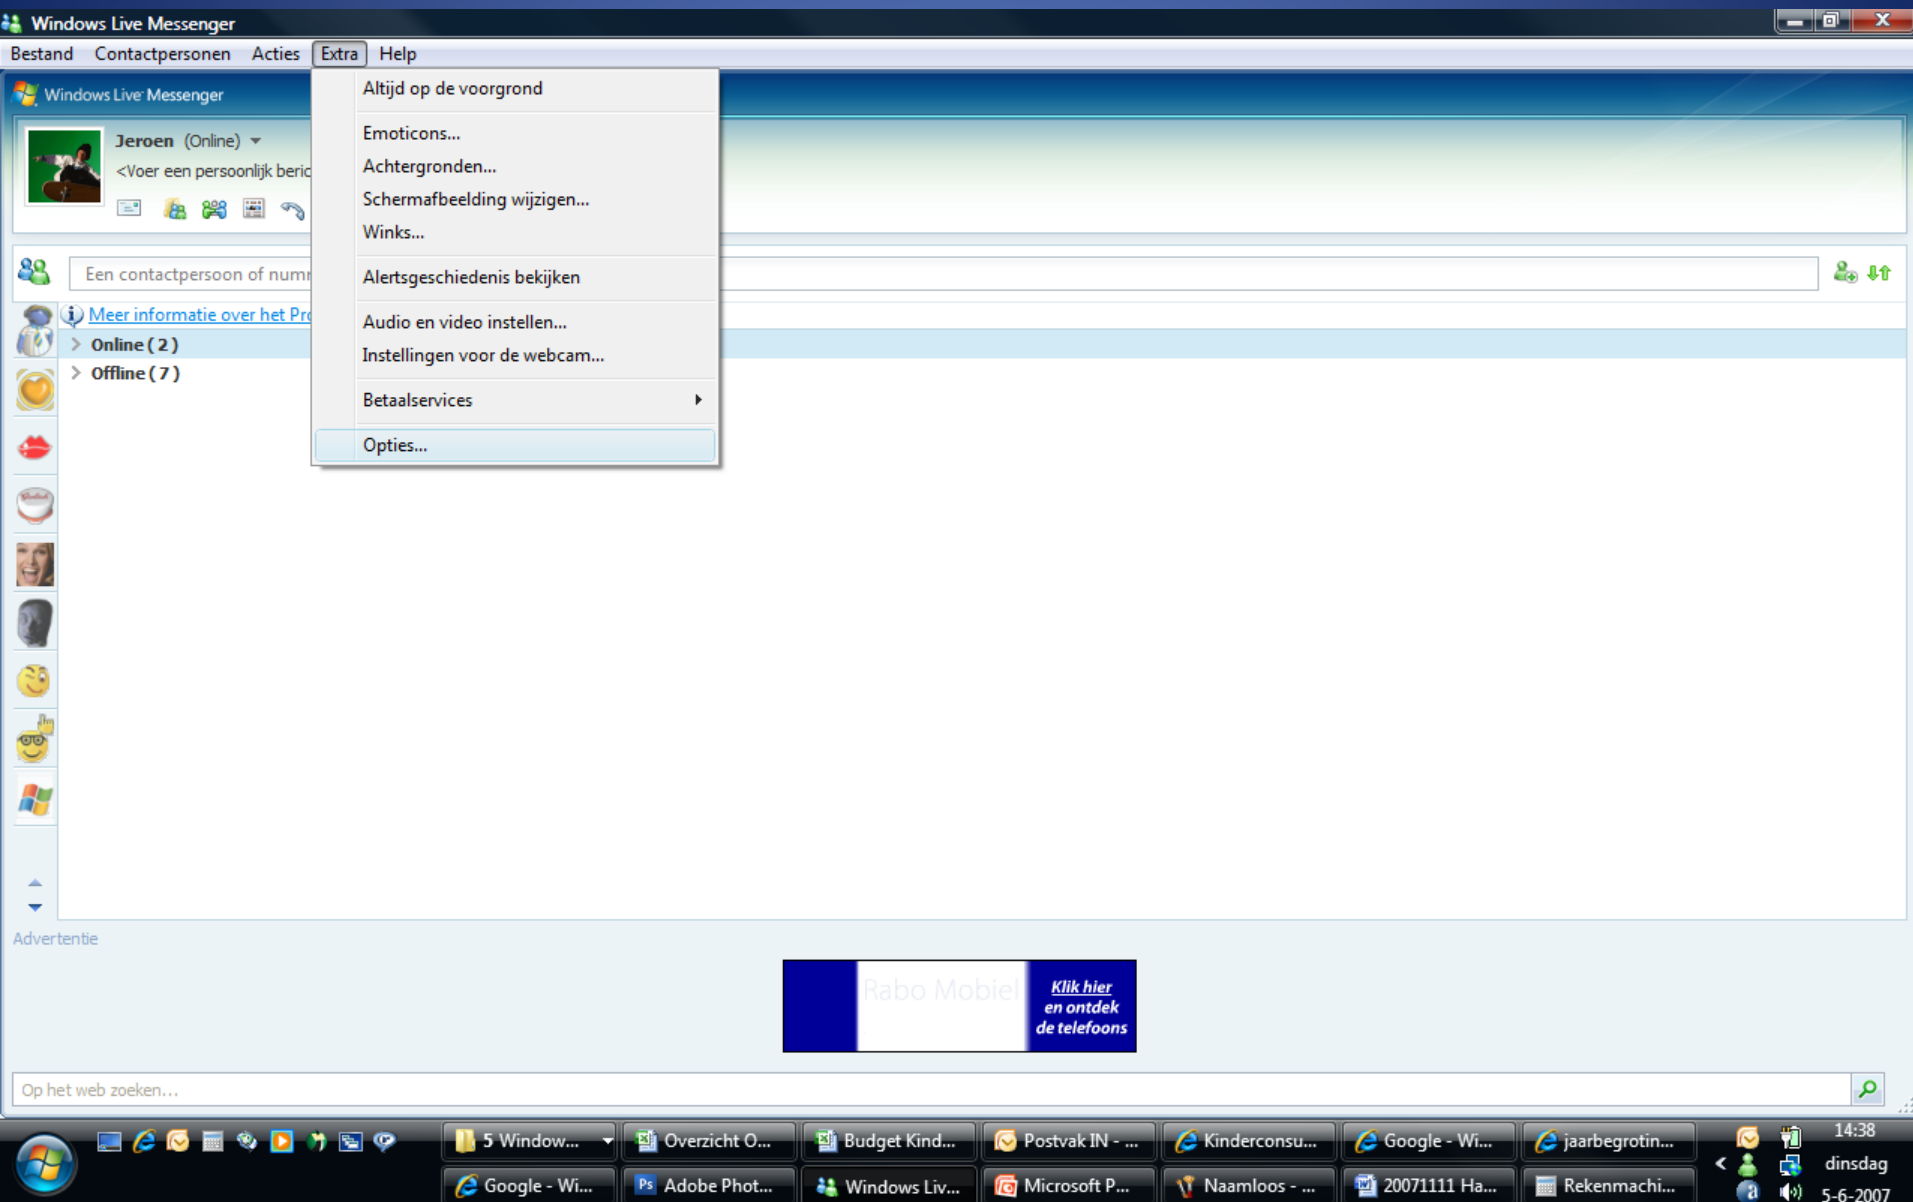 Windows Live Messenger
Bestand Contactpersonen Acties Extra Help
Windows Live Messenger
Jeroen (Online)
<Voer een persoonlijk beric
Altijd op de voorgrond
Emoticons...
Achtergronden...
Schermafbeelding wijzigen...
Winks...
Alertsgeschiedenis bekijken
Audio en video instellen...
Instellingen voor de webcam...
Betaalservices
Opties...
Een contactpersoon of numm
Meer informatie over het Pro
Online ( 2 )
Offline ( 7 )
Advertentie
Rabo Mobiel
Klik hier
en ontdek
de telefoons
Op het web zoeken...
5 Window... Overzicht O... Budget Kind... Postvak IN - ... Kinderconsu... Google - Wi... jaarbegrotin... 14:38
dinsdag
Google - Wi... Adobe Phot... Windows Liv... Microsoft P... Naamloos - ... 20071111 Ha... Rekenmachi... 5-6-2007